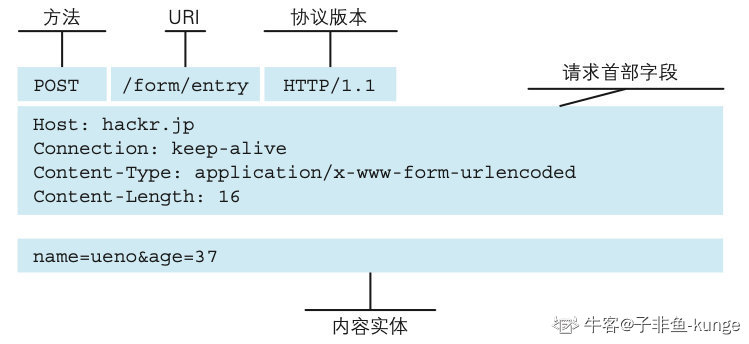 方法 URI 协议版本
请求首部字段
POST /form/entry HTTP/1.1
Host: hackr.jp
Connection: keep-alive
Content-Type: application/x-www-form-urlencoded
Content-Length: 16
name=ueno&age=37
内容实体
牛客@子非鱼-kunge